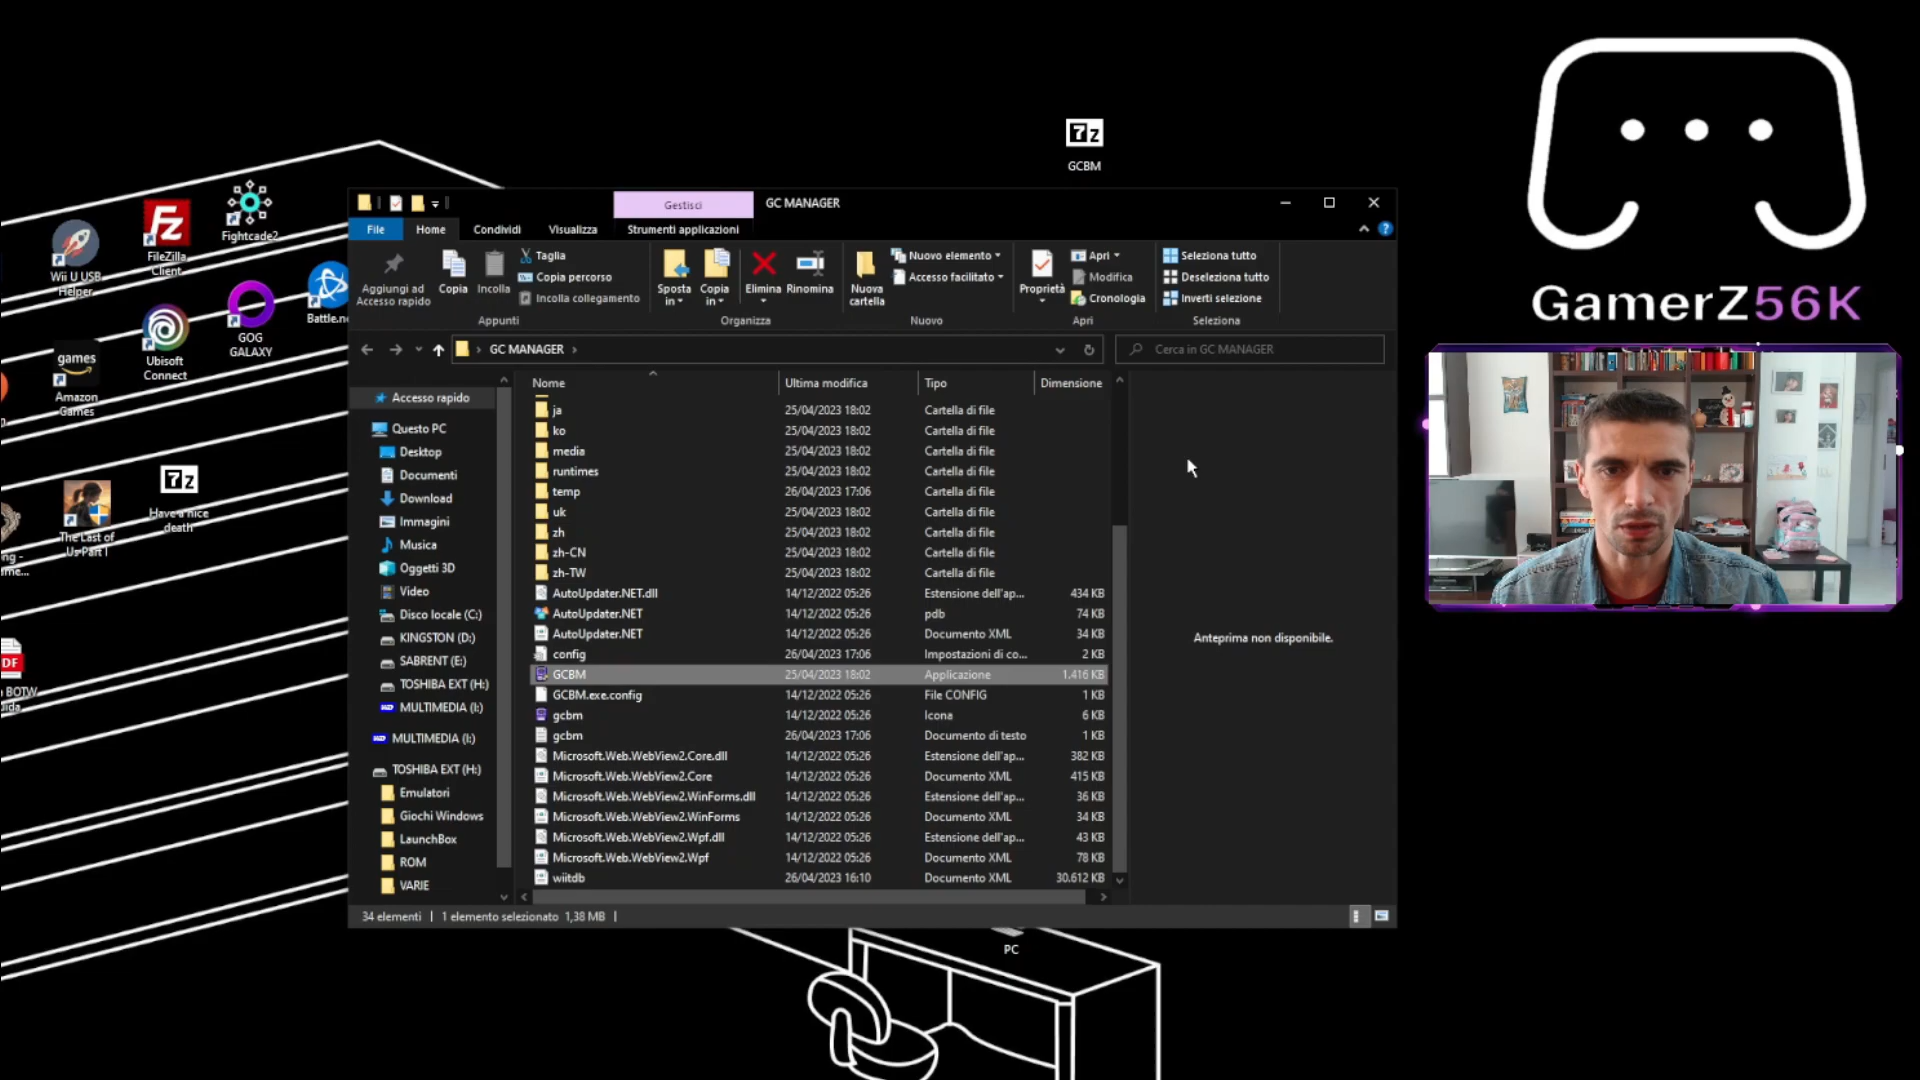 GCBM
Wii U USB
Helper
FileZilla
Client
Fightcade2
Ubisoft
Connect
GOG
GALAXY
games
Amazon
Games
7z
Have a nice
death
The Last of
Us Part I
GamerZ56K
Gestisci
GC MANAGER
File
Home
Condividi
Visualizza
Strumenti applicazioni
Aggiungi ad
Accesso rapido
Copia
Incolla
Taglia
Copia percorso
Incolla collegamento
Appunti
Sposta
in
Copia
in
Elimina
Rinomina
Organizza
Nuova
cartella
Nuovo elemento
Accesso facilitato
Nuovo
Proprietà
Apri
Modifica
Cronologia
Apri
Seleziona tutto
Deseleziona tutto
Inverti selezione
Seleziona
GC MANAGER
Cerca in GC MANAGER
Accesso rapido
Questo PC
Desktop
Documenti
Download
Immagini
Musica
Oggetti 3D
Video
Disco locale (C:)
KINGSTON (D:)
SABRENT (E:)
TOSHIBA EXT (H:)
MULTIMEDIA (I:)
MULTIMEDIA (I:)
TOSHIBA EXT (H:)
Emulatori
Giochi Windows
LaunchBox
ROM
VARIE
Nome Ultima modifica Tipo Dimensione
ja 25/04/2023 18:02 Cartella di file
ko 25/04/2023 18:02 Cartella di file
media 25/04/2023 18:02 Cartella di file
runtimes 25/04/2023 18:02 Cartella di file
temp 26/04/2023 17:06 Cartella di file
uk 25/04/2023 18:02 Cartella di file
zh 25/04/2023 18:02 Cartella di file
zh-CN 25/04/2023 18:02 Cartella di file
zh-TW 25/04/2023 18:02 Cartella di file
AutoUpdater.NET.dll 14/12/2022 05:26 Estensione dell'ap... 434 KB
AutoUpdater.NET 14/12/2022 05:26 pdb 74 KB
AutoUpdater.NET 14/12/2022 05:26 Documento XML 34 KB
config 26/04/2023 17:06 Impostazioni di co... 2 KB
GCBM 25/04/2023 18:02 Applicazione 1.416 KB
GCBM.exe.config 14/12/2022 05:26 File CONFIG 1 KB
gcbm 14/12/2022 05:26 Icona 6 KB
gcbm 26/04/2023 17:06 Documento di testo 1 KB
Microsoft.Web.WebView2.Core.dll 14/12/2022 05:26 Estensione dell'ap... 382 KB
Microsoft.Web.WebView2.Core 14/12/2022 05:26 Documento XML 415 KB
Microsoft.Web.WebView2.WinForms.dll 14/12/2022 05:26 Estensione dell'ap... 36 KB
Microsoft.Web.WebView2.WinForms 14/12/2022 05:26 Documento XML 34 KB
Microsoft.Web.WebView2.Wpf.dll 14/12/2022 05:26 Estensione dell'ap... 43 KB
Microsoft.Web.WebView2.Wpf 14/12/2022 05:26 Documento XML 78 KB
wiitdb 26/04/2023 16:10 Documento XML 30.612 KB
Anteprima non disponibile.
34 elementi 1 elemento selezionato 1,38 MB
PC